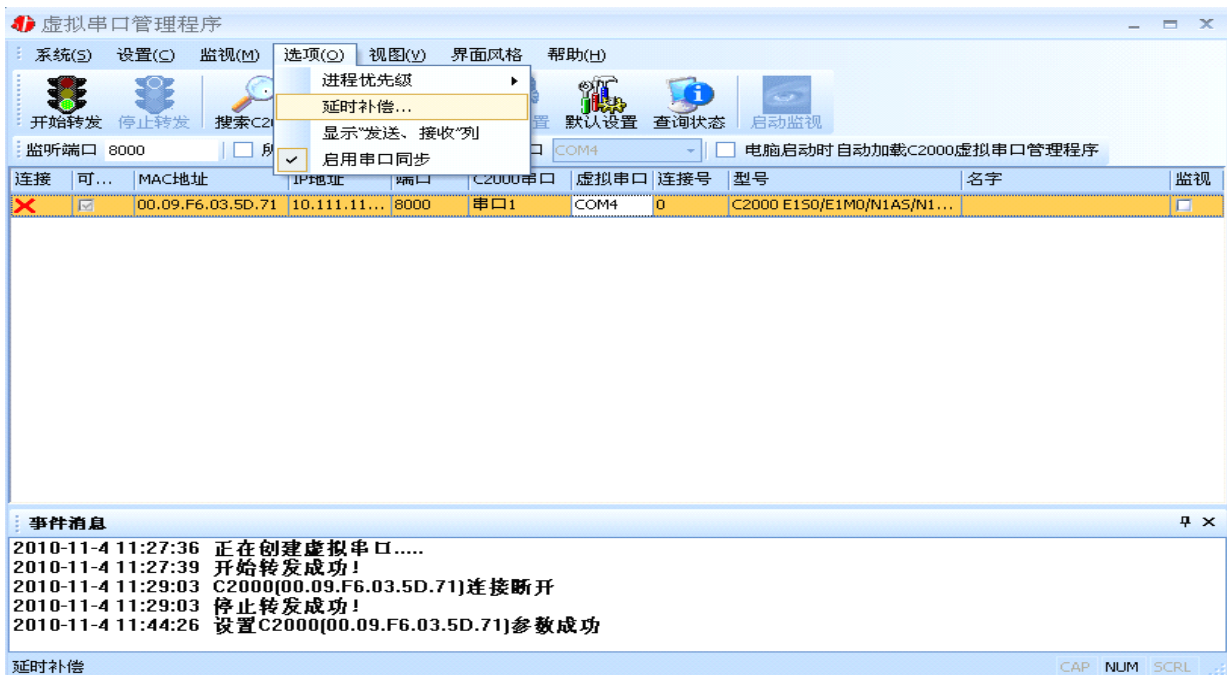 虚拟串口管理程序
系统(S) 设置(C) 监视(M) 选项(O) 视图(V) 界面风格 帮助(H)
进程优先级
延时补偿...
显示"发送、接收"列
启用串口同步
开始转发 停止转发 搜索C2 置 默认设置 查询状态 启动监视
监听端口 8000 COM4 电脑启动时自动加载C2000虚拟串口管理程序
连接 可... MAC地址 IP地址 端口 C2000串口 虚拟串口 连接号 型号 名字 监视
00.09.F6.03.5D.71 10.111.11... 8000 串口1 COM4 0 C2000 E1S0/E1M0/N1AS/N1...
事件消息
2010-11-4 11:27:36 正在创建虚拟串口.....
2010-11-4 11:27:39 开始转发成功!
2010-11-4 11:29:03 C2000(00.09.F6.03.5D.71)连接断开
2010-11-4 11:29:03 停止转发成功!
2010-11-4 11:44:26 设置C2000(00.09.F6.03.5D.71)参数成功
延时补偿 CAP NUM SCRL